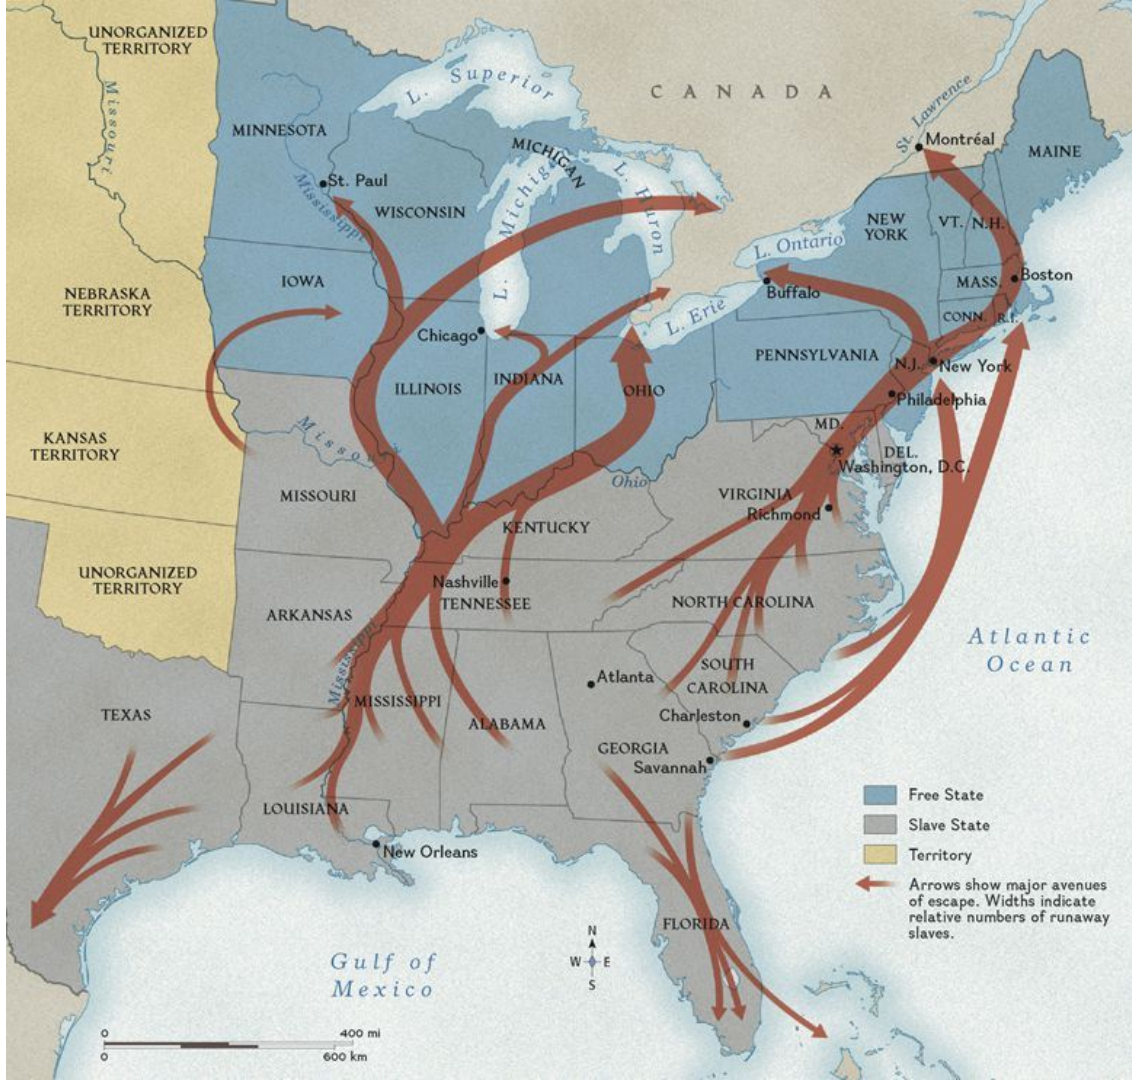 UNORGANIZED
TERRITORY
Missouri
L. Superior
CANADA
St. Lawrence
Montréal
MAINE
MINNESOTA
MICHIGAN
St. Paul
Mississippi
WISCONSIN
L. Michig
L. Huron
NEW
YORK
VT.
N.H.
L. Ontario
IOWA
NEBRASKA
TERRITORY
Buffalo
MASS.
Boston
L. Erie
CONN.
R.I.
Chicago
ILLINOIS
INDIANA
OHIO
PENNSYLVANIA
N.J.
New York
Philadelphia
KANSAS
TERRITORY
Missouri
MD.
DEL.
Washington, D.C.
MISSOURI
Ohio
VIRGINIA
Richmond
KENTUCKY
UNORGANIZED
TERRITORY
Nashville
TENNESSEE
ARKANSAS
NORTH CAROLINA
Mississippi
Atlantic
Ocean
SOUTH
CAROLINA
Atlanta
TEXAS
MISSISSIPPI
ALABAMA
Charleston
GEORGIA
Savannah
LOUISIANA
New Orleans
FLORIDA
Gulf of
Mexico
N
W E
S
0 400 mi
0 600 km
Free State
Slave State
Territory
Arrows show major avenues
of escape. Widths indicate
relative numbers of runaway
slaves.